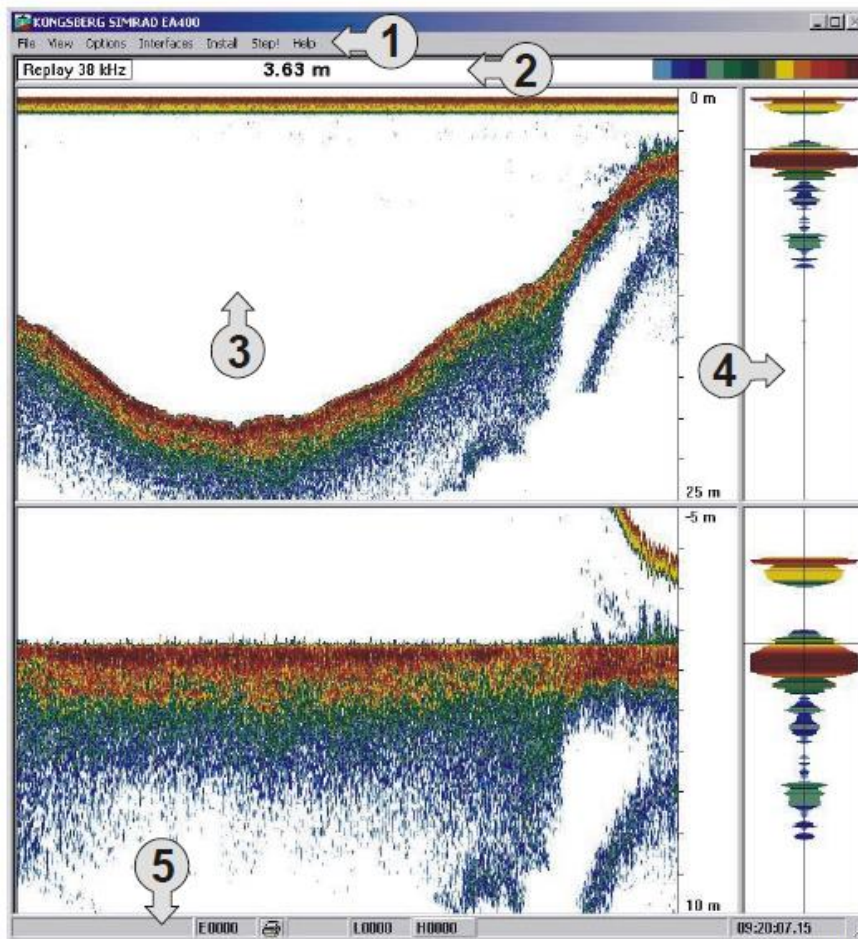 KONGSBERG SIMRAD EA400
File View Options Interfaces Install Step! Help
1
Replay 38 kHz 3.63 m
2
0 m
3
4
25 m
-5 m
10 m
5
E0000 L0000 H0000 09:20:07.15